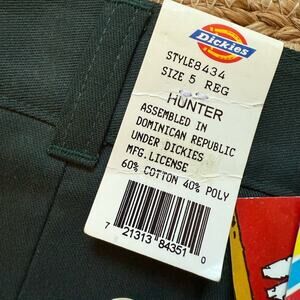 Dickies
STYLE8434
SIZE 5 REG
HUNTER
ASSEMBLED IN
DOMINICAN REPUBLIC
UNDER DICKIES
MFG.LICENSE
60% COTTON 40% POLY
7 21313 84351 0